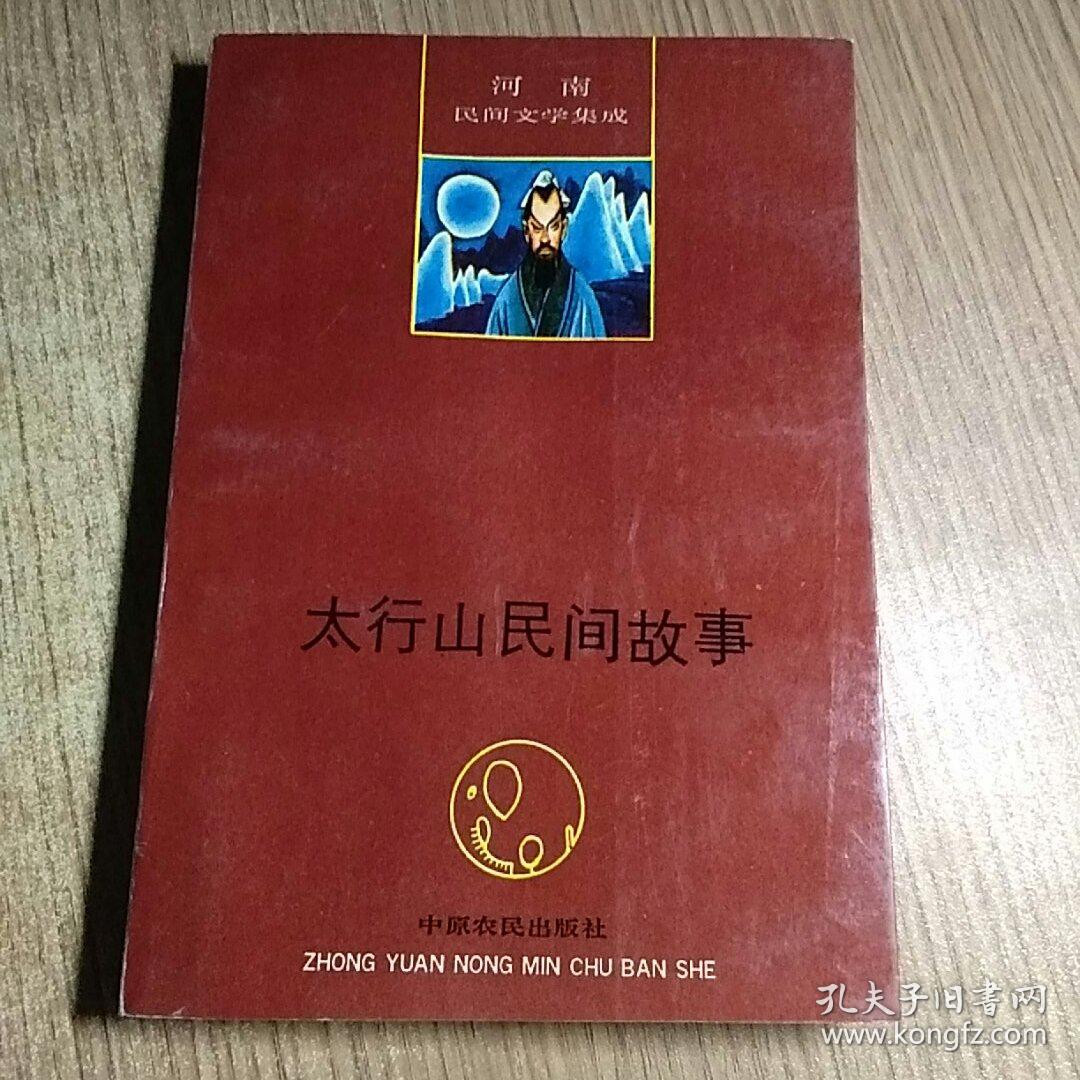 河南
民间文学集成
太行山民间故事
中原农民出版社
ZHONG YUAN NONG MIN CHU BAN SHE
孔夫子旧书网
www.kongfz.com